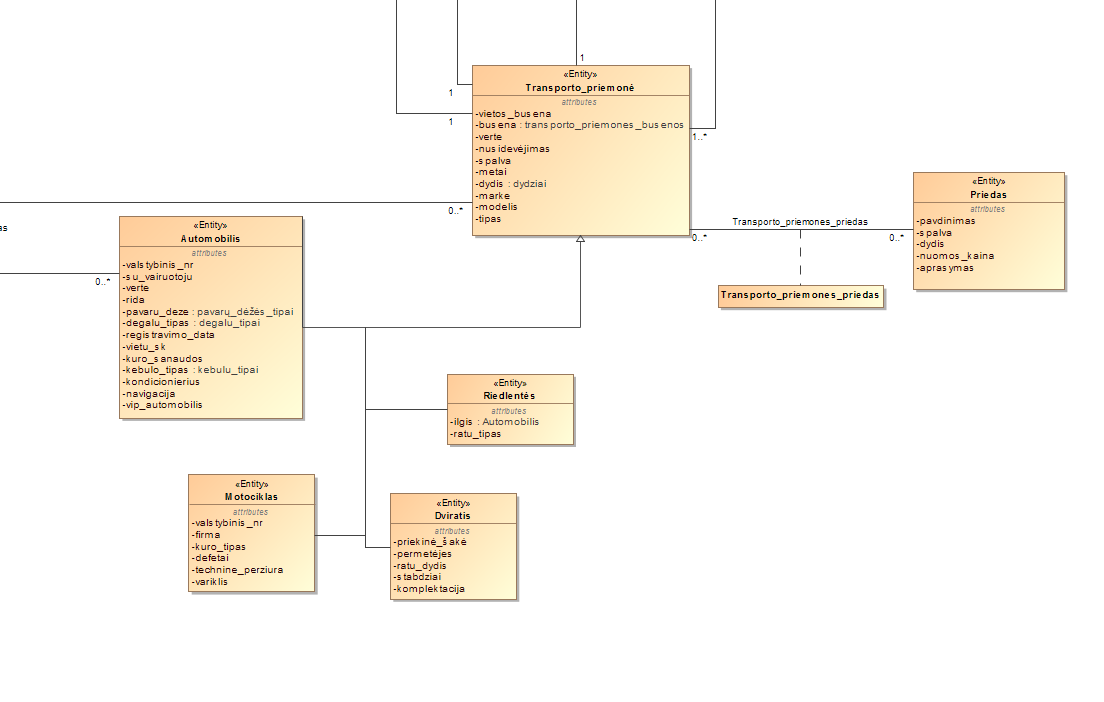 1
«Entity»
Transporto_priemonė
attributes
1
-vietos_busena
1
-busena : transporto_priemones_busenos
1..*
-verte
-nusidevėjimas
-spalva
-metai
-dydis : dydziai
-marke
0..*
-modelis
-tipas
«Entity»
Priedas
attributes
-pavdinimas
-spalva
-dydis
-nuomos_kaina
-aprasymas
Transporto_priemones_priedas
0..*
0..*
Transporto_priemones_priedas
as
0..*
«Entity»
Automobilis
attributes
-valstybinis_nr
-su_vairuotoju
-verte
-rida
-pavaru_deze : pavarų_dėžės_tipai
-degalu_tipas : degalu_tipai
-registravimo_data
-vietu_sk
-kuro_sanaudos
-kebulo_tipas : kebulu_tipai
-kondicionierius
-navigacija
-vip_automobilis
«Entity»
Riedlentės
attributes
-ilgis : Automobilis
-ratu_tipas
«Entity»
Motociklas
attributes
-valstybinis_nr
-firma
-kuro_tipas
-defetai
-technine_perziura
-variklis
«Entity»
Dviratis
attributes
-priekinė_šakė
-permetėjes
-ratu_dydis
-stabdziai
-komplektacija